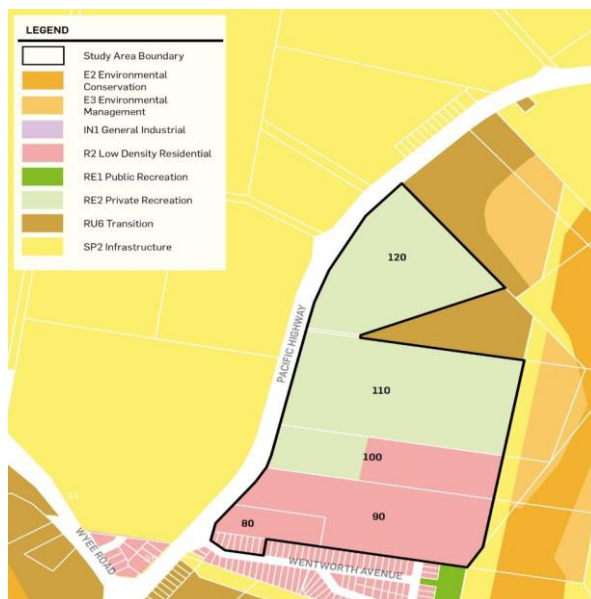 LEGEND
Study Area Boundary
E2 Environmental
Conservation
E3 Environmental
Management
IN1 General Industrial
R2 Low Density Residential
RE1 Public Recreation
RE2 Private Recreation
RU6 Transition
SP2 Infrastructure
120
PACIFIC HIGHWAY
110
100
90
80
34
WYEE ROAD
WENTWORTH AVENUE